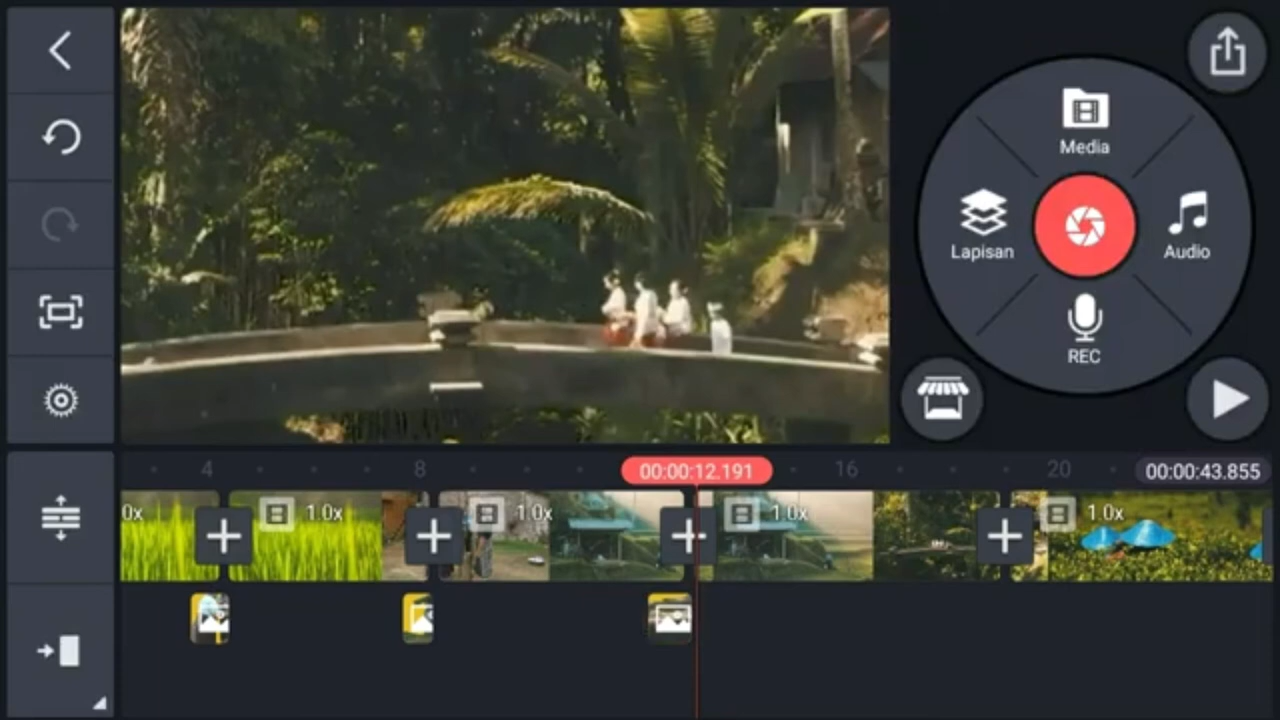 Media
Lapisan
Audio
REC
4
8
00:00:12.191
16
20
00:00:43.855
0x
1.0x
1.0x
1.0x
1.0x